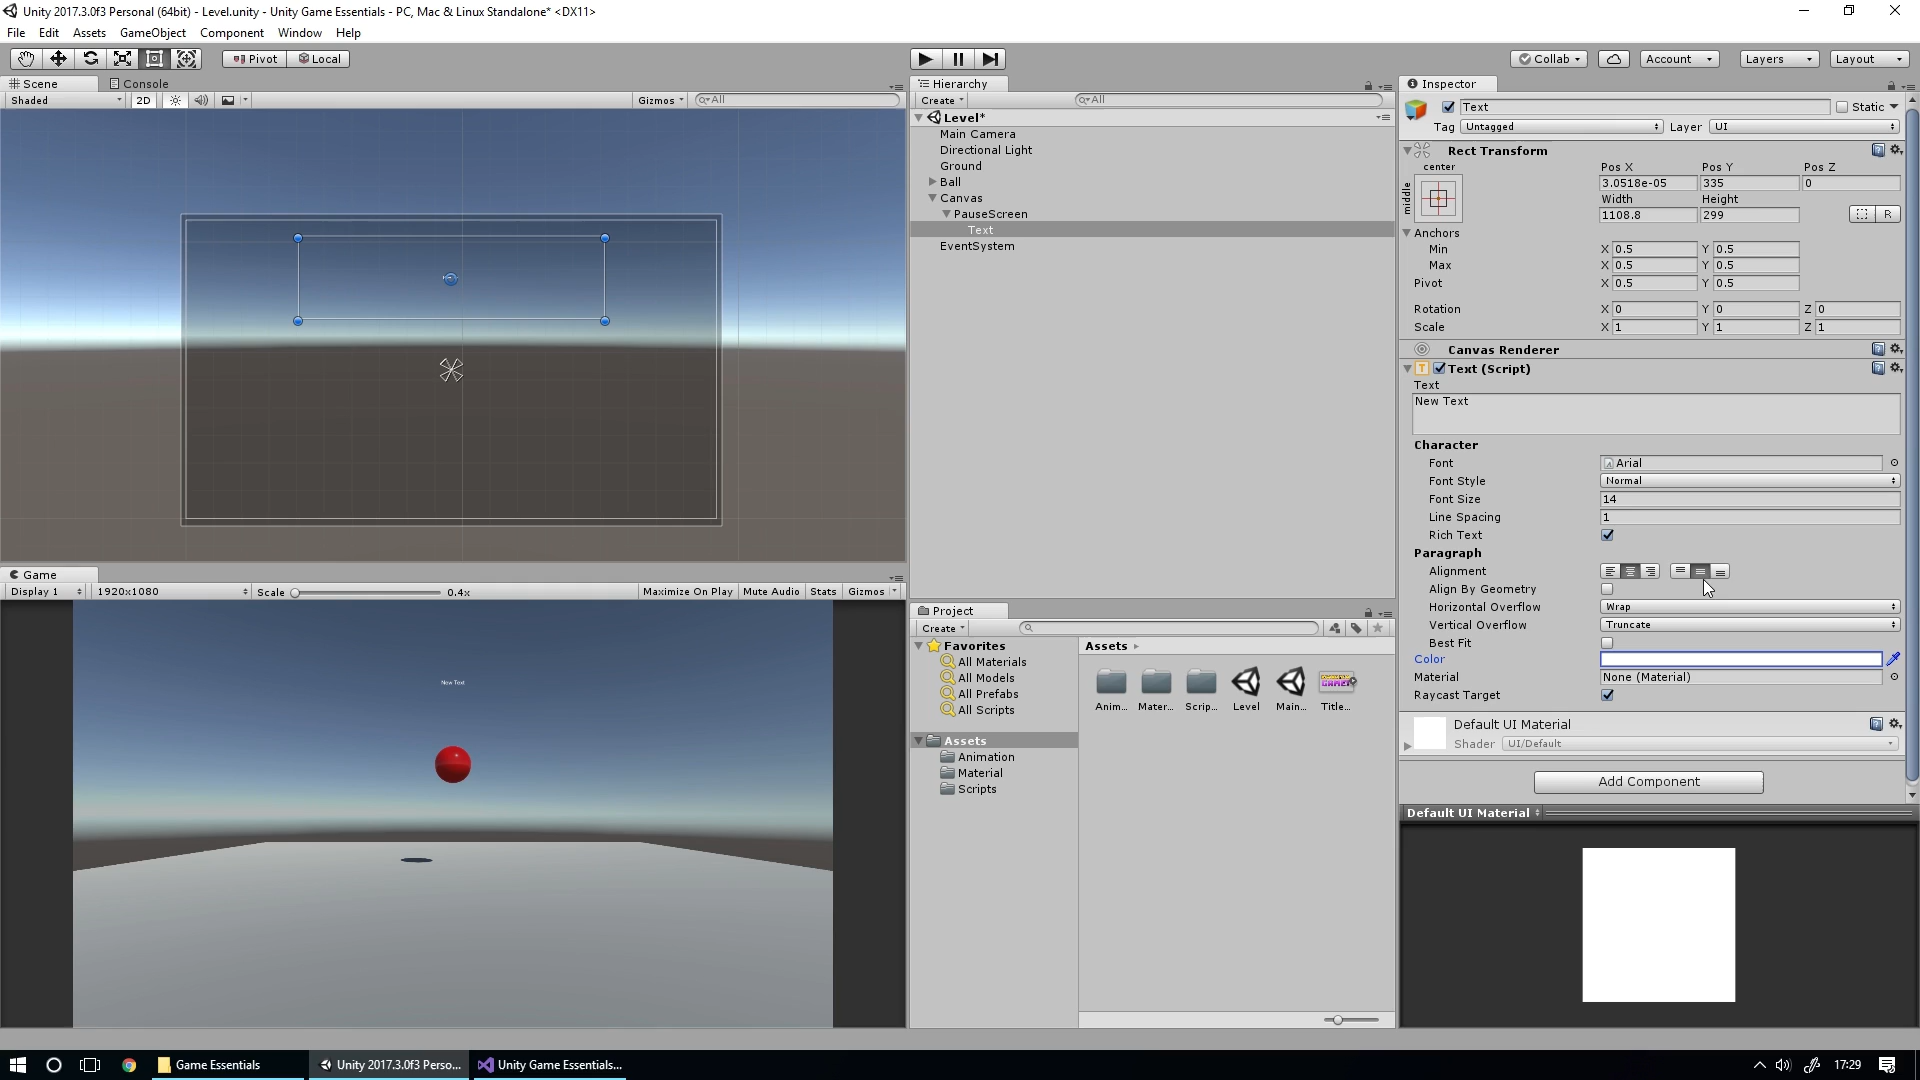 Unity 2017.3.0f3 Personal (64bit) - Level.unity - Unity Game Essentials - PC, Mac & Linux Standalone* <DX11>
File Edit Assets GameObject Component Window Help
Pivot Local
Collab Account Layers Layout
Scene Console
Shaded 2D Gizmos All
Hierarchy
Create All
Level*
Main Camera
Directional Light
Ground
Ball
Canvas
PauseScreen
Text
EventSystem
Game
Display 1 1920x1080 Scale 0.4x Maximize On Play Mute Audio Stats Gizmos
New Text
Project
Create
Favorites
All Materials
All Models
All Prefabs
All Scripts
Assets
Animation
Material
Scripts
Assets
Anim... Mater... Scrip... Level Main... Title...
Inspector
Text Static
Tag Untagged Layer UI
Rect Transform
center
middle
Pos X Pos Y Pos Z
3.0518e-05 335 0
Width Height
1108.8 299 R
Anchors
Min X 0.5 Y 0.5
Max X 0.5 Y 0.5
Pivot X 0.5 Y 0.5
Rotation X 0 Y 0 Z 0
Scale X 1 Y 1 Z 1
Canvas Renderer
T Text (Script)
Text
New Text
Character
Font Arial
Font Style Normal
Font Size 14
Line Spacing 1
Rich Text
Paragraph
Alignment
Align By Geometry
Horizontal Overflow Wrap
Vertical Overflow Truncate
Best Fit
Color
Material None (Material)
Raycast Target
Default UI Material
Shader UI/Default
Add Component
Default UI Material
Game Essentials Unity 2017.3.0f3 Perso... Unity Game Essentials... 17:29